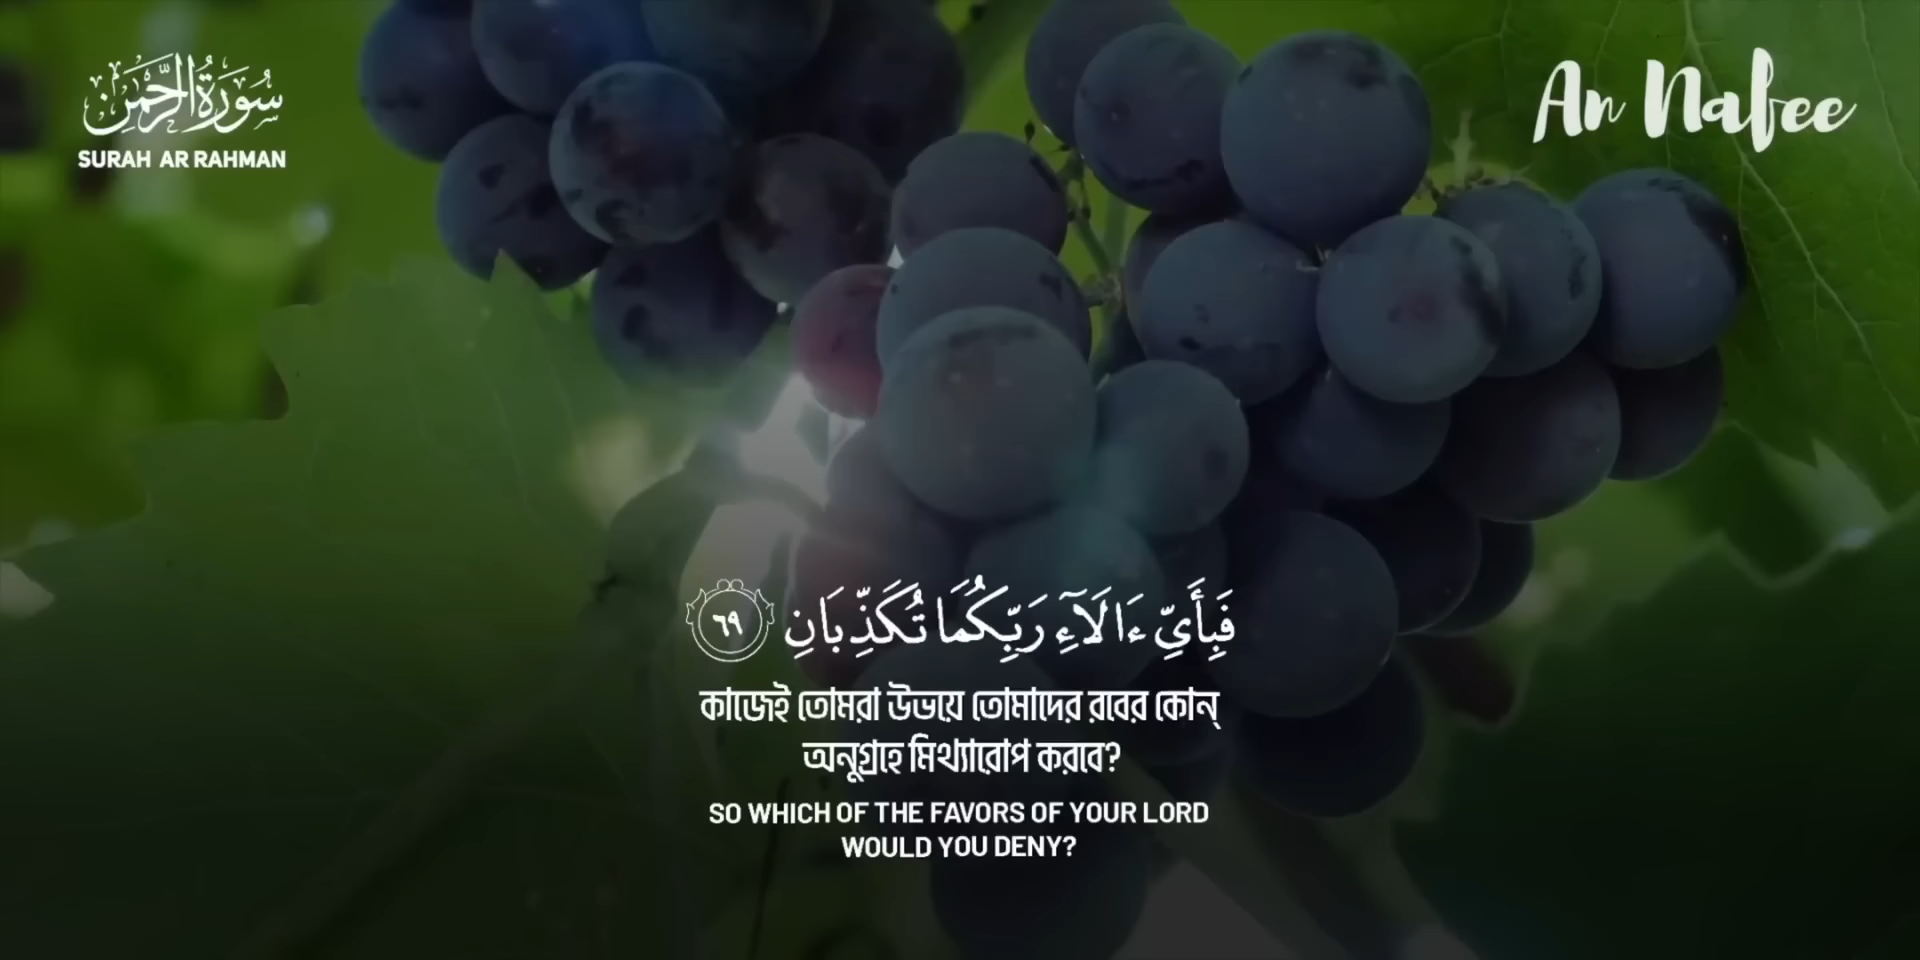 سُورَةُ الرَّحْمَٰن
SURAH AR RAHMAN
An Nafee
فَبِأَيِّ ءَالَآءِ رَبِّكُمَا تُكَذِّبَانِ ٦٩
কাজেই তোমরা উভয়ে তোমাদের রবের কোন্
অনুগ্রহে মিথ্যারোপ করবে?
SO WHICH OF THE FAVORS OF YOUR LORD
WOULD YOU DENY?